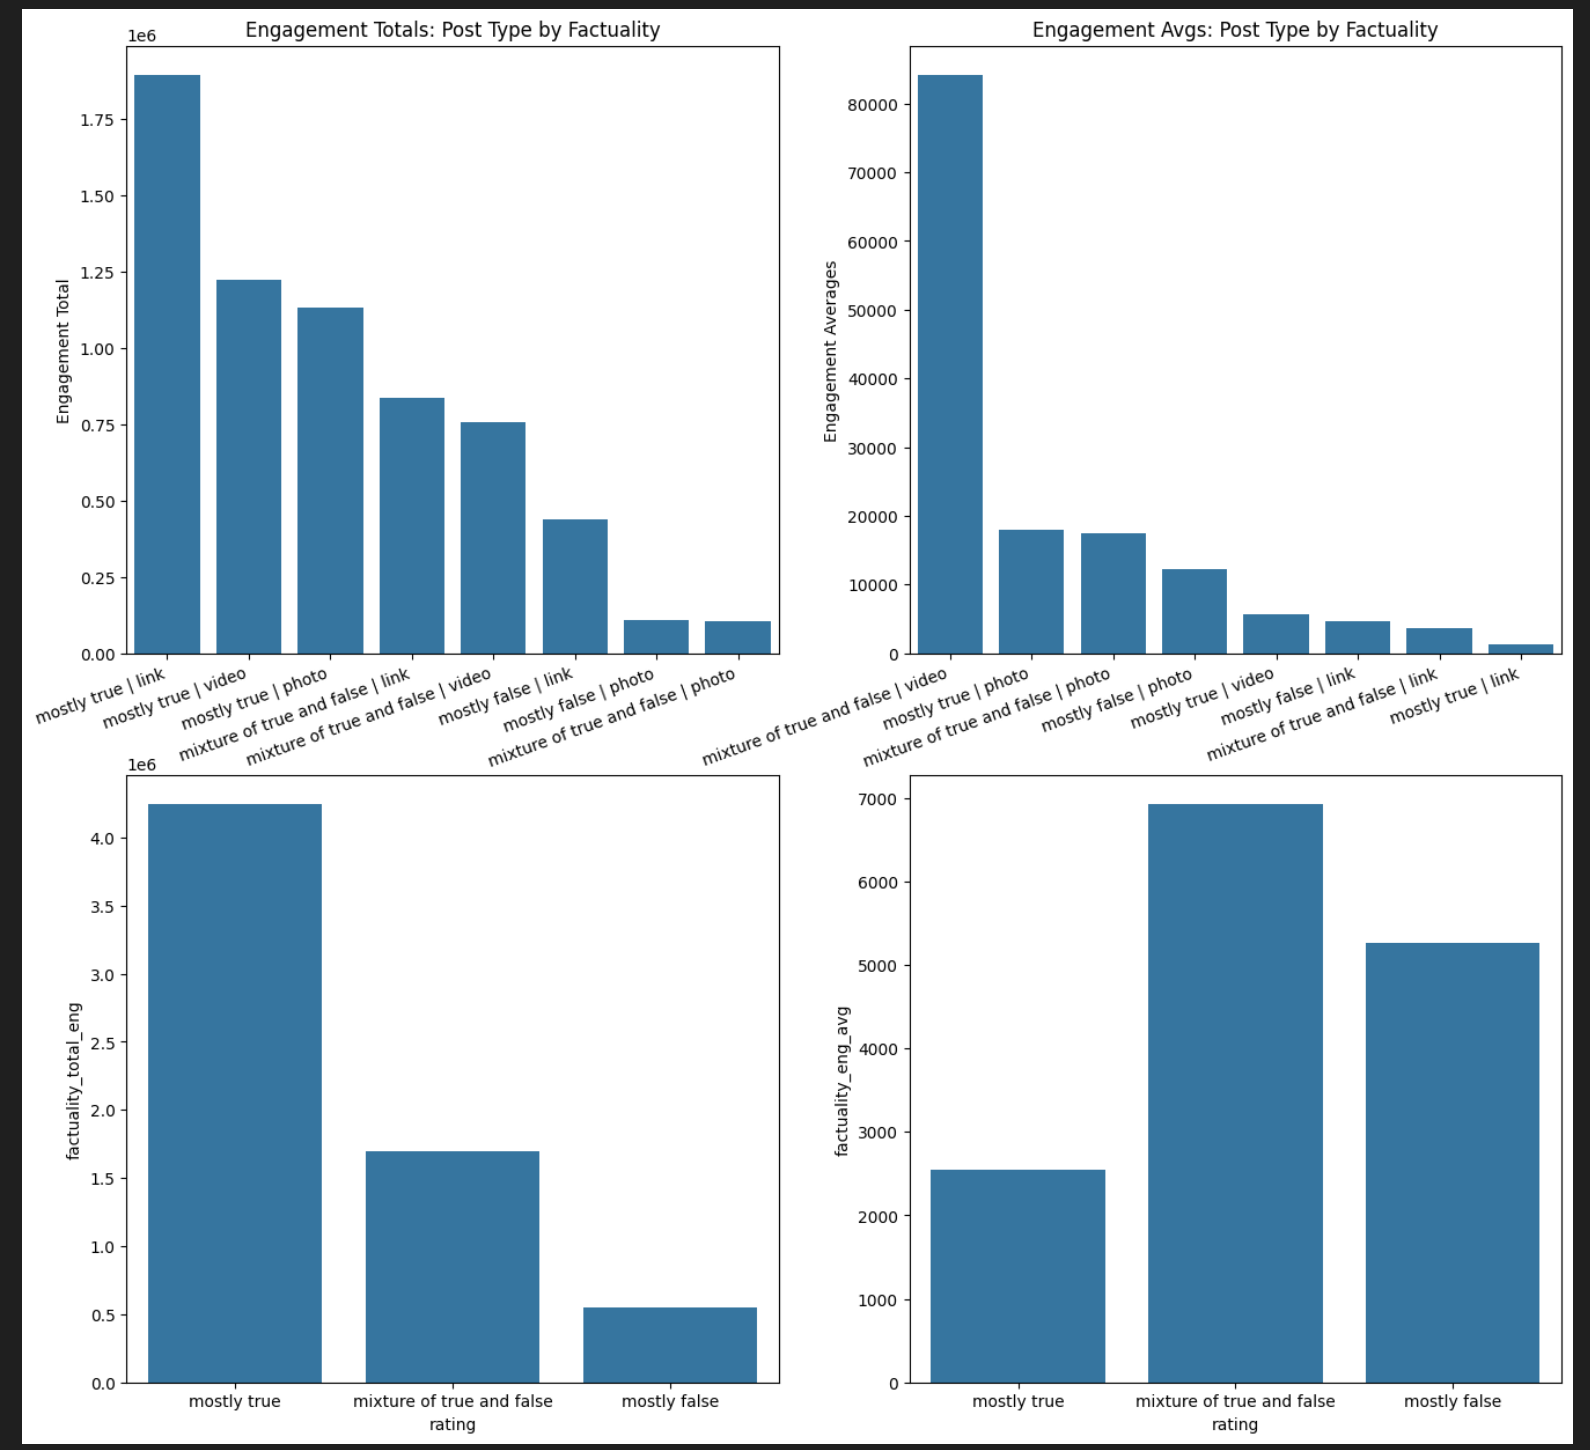 Engagement Totals: Post Type by Factuality
1e6
Engagement Total
1.75
1.50
1.25
1.00
0.75
0.50
0.25
0.00
mostly true | link
mostly true | video
mostly true | photo
mixture of true and false | link
mixture of true and false | video
mostly false | link
mostly false | photo
mixture of true and false | photo
Engagement Avgs: Post Type by Factuality
Engagement Averages
80000
70000
60000
50000
40000
30000
20000
10000
0
mixture of true and false | video
mostly true | photo
mixture of true and false | photo
mostly false | photo
mostly true | video
mostly false | link
mixture of true and false | link
mostly true | link
1e6
factuality_total_eng
4.0
3.5
3.0
2.5
2.0
1.5
1.0
0.5
0.0
mostly true
mixture of true and false
mostly false
rating
factuality_eng_avg
7000
6000
5000
4000
3000
2000
1000
0
mostly true
mixture of true and false
mostly false
rating